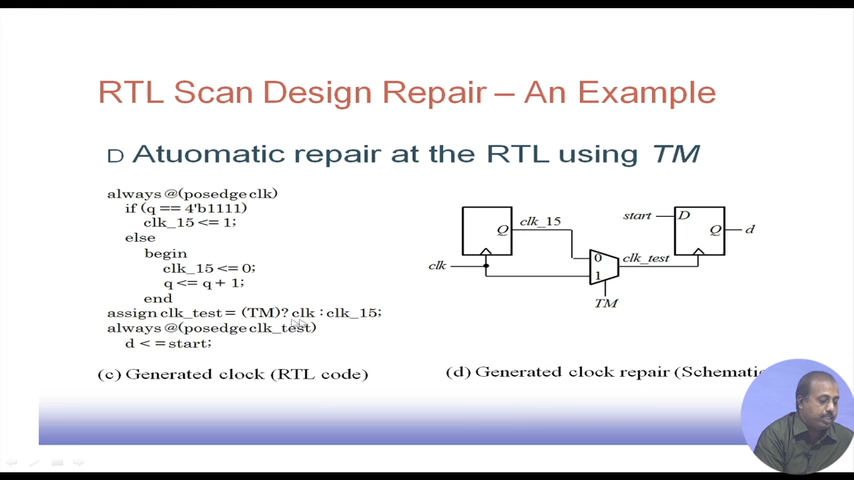 RTL Scan Design Repair – An Example
D Atuomatic repair at the RTL using TM
always @(posedge clk)
if (q == 4'b1111)
clk_15 <= 1;
else
begin
clk_15 <= 0;
q <= q + 1;
end
assign clk_test = (TM)? clk : clk_15;
always @(posedge clk_test)
d < = start;
(c) Generated clock (RTL code)
Q
clk_15
clk
0
1
TM
clk_test
start
D
Q
d
(d) Generated clock repair (Schematic